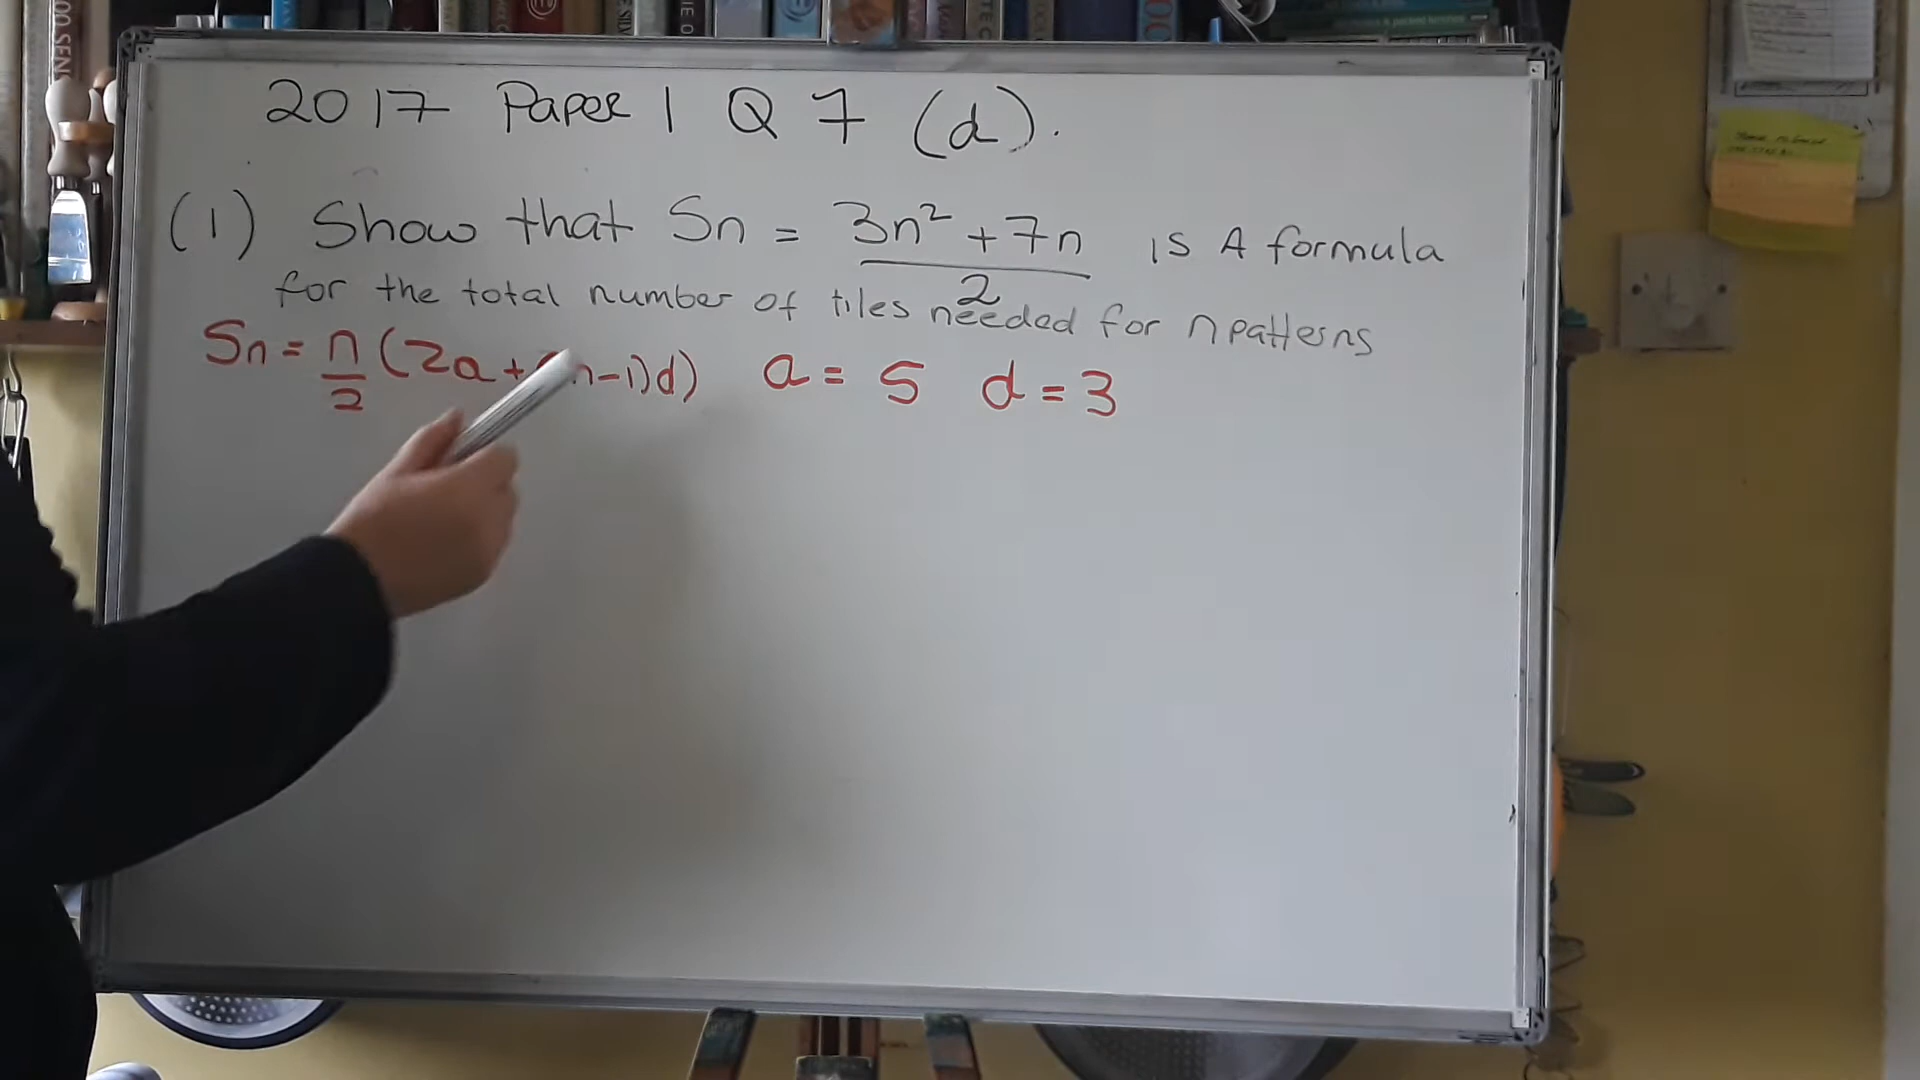 2017 Paper 1 Q 7 (d).
(1) Show that Sn = 3n² + 7n / 2 is A formula
for the total number of tiles needed for n patterns
Sn = n/2 (2a + (n-1)d) a = 5 d = 3